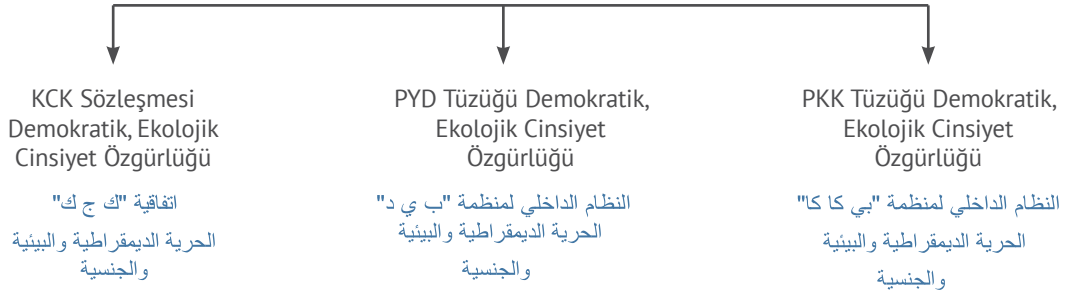 KCK Sözleşmesi
Demokratik, Ekolojik
Cinsiyet Özgürlüğü
اتفاقية "ك ج ك"
الحرية الديمقراطية والبيئية
والجنسية
PYD Tüzüğü Demokratik,
Ekolojik Cinsiyet
Özgürlüğü
النظام الداخلي لمنظمة "ب ي د"
الحرية الديمقراطية والبيئية
والجنسية
PKK Tüzüğü Demokratik,
Ekolojik Cinsiyet
Özgürlüğü
النظام الداخلي لمنظمة "بي كا كا"
الحرية الديمقراطية والبيئية
والجنسية